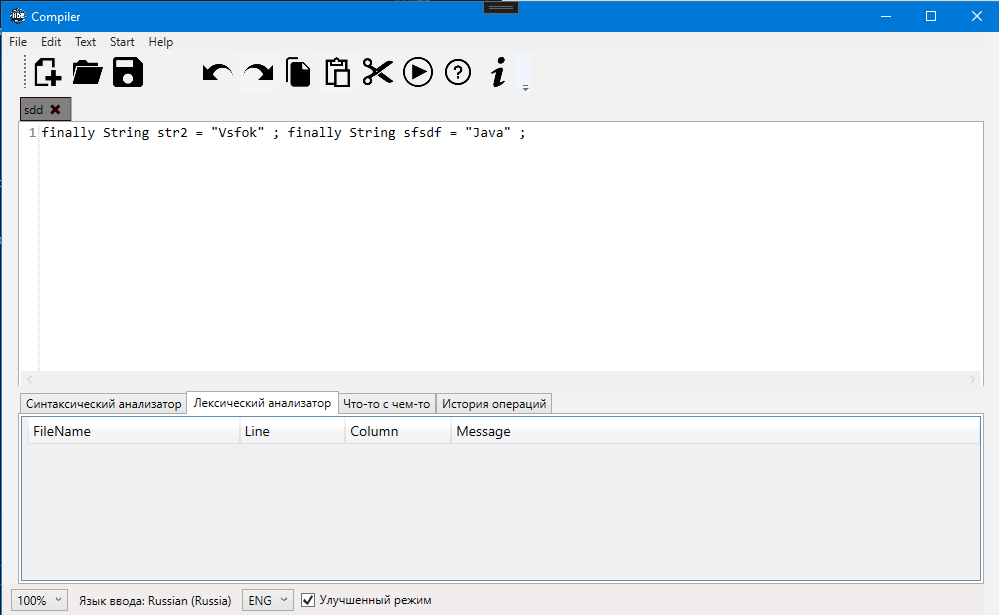 Compiler
File Edit Text Start Help
sdd
1 finally String str2 = "Vsfok" ; finally String sfsdf = "Java" ;
Синтаксический анализатор Лексический анализатор Что-то с чем-то История операций
FileName Line Column Message
100% Язык ввода: Russian (Russia) ENG Улучшенный режим